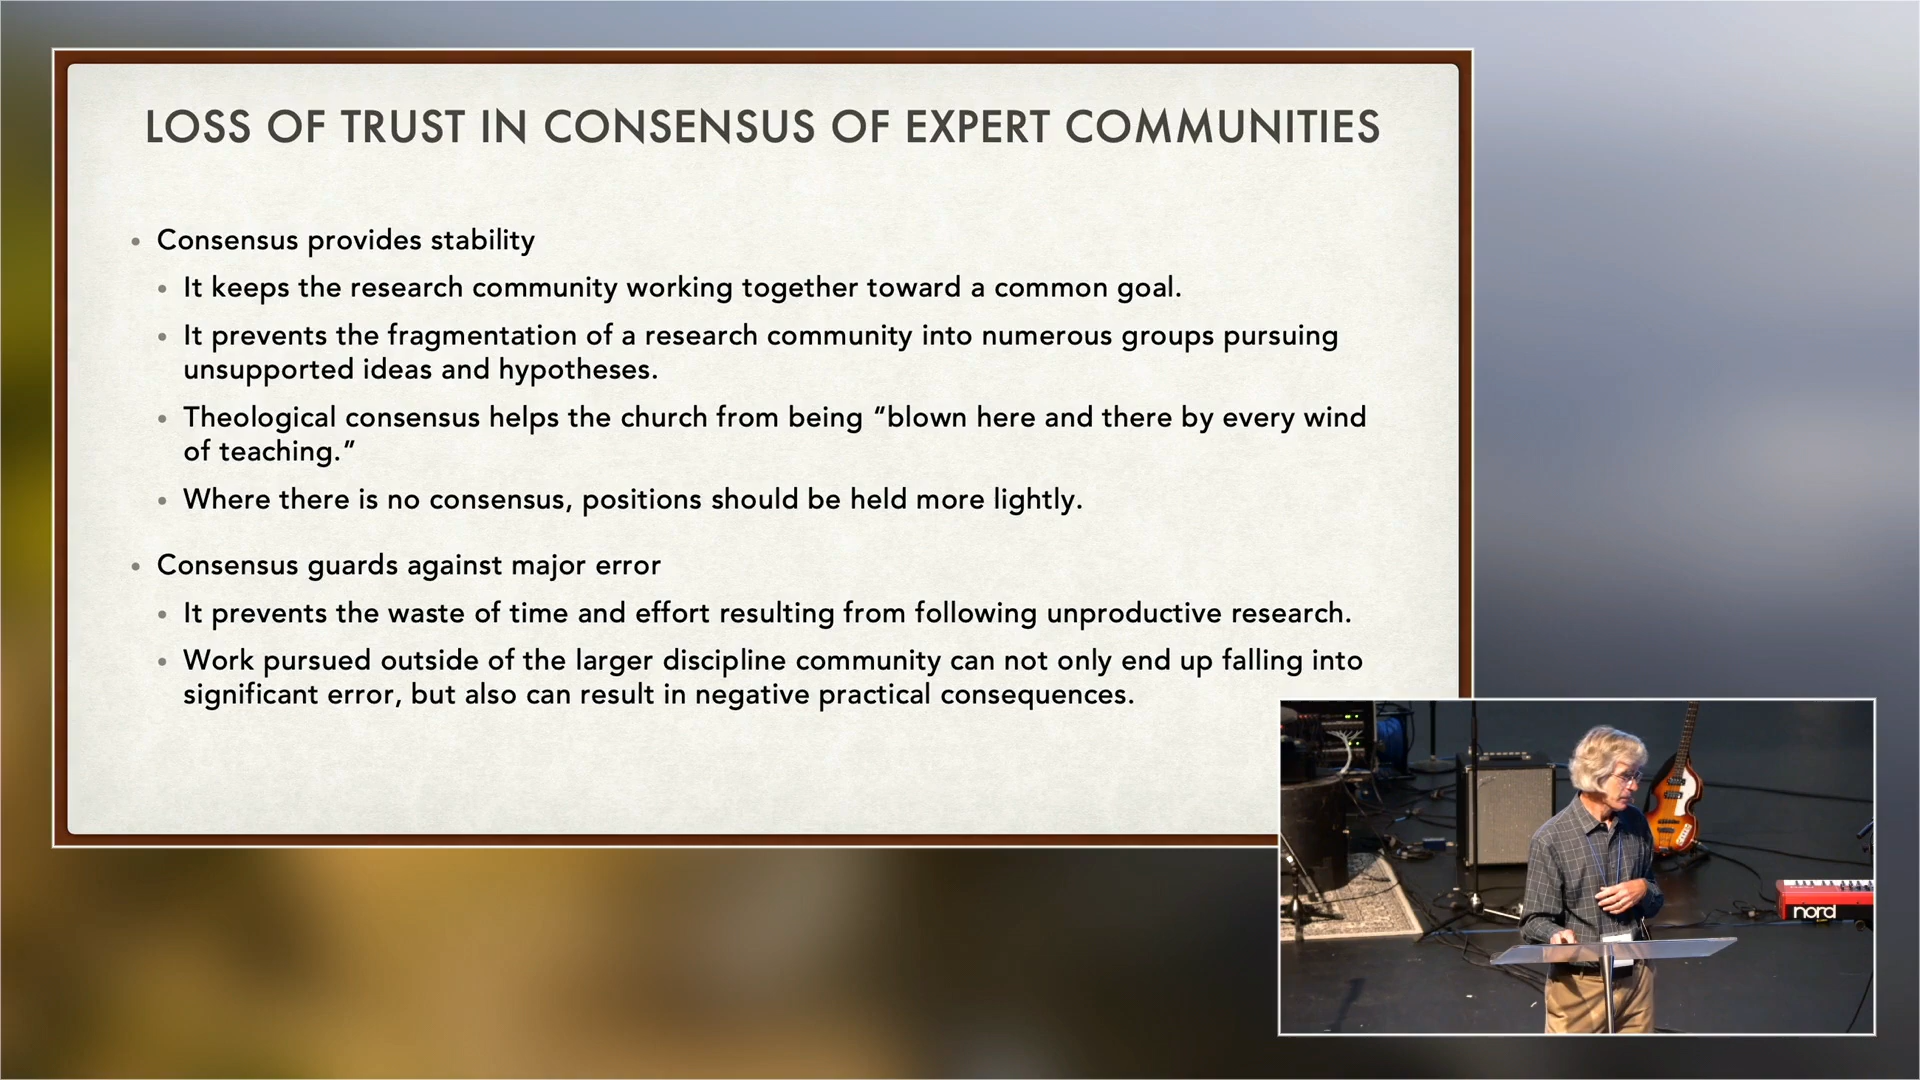 LOSS OF TRUST IN CONSENSUS OF EXPERT COMMUNITIES
• Consensus provides stability
• It keeps the research community working together toward a common goal.
• It prevents the fragmentation of a research community into numerous groups pursuing
unsupported ideas and hypotheses.
• Theological consensus helps the church from being “blown here and there by every wind
of teaching.”
• Where there is no consensus, positions should be held more lightly.
• Consensus guards against major error
• It prevents the waste of time and effort resulting from following unproductive research.
• Work pursued outside of the larger discipline community can not only end up falling into
significant error, but also can result in negative practical consequences.
nord